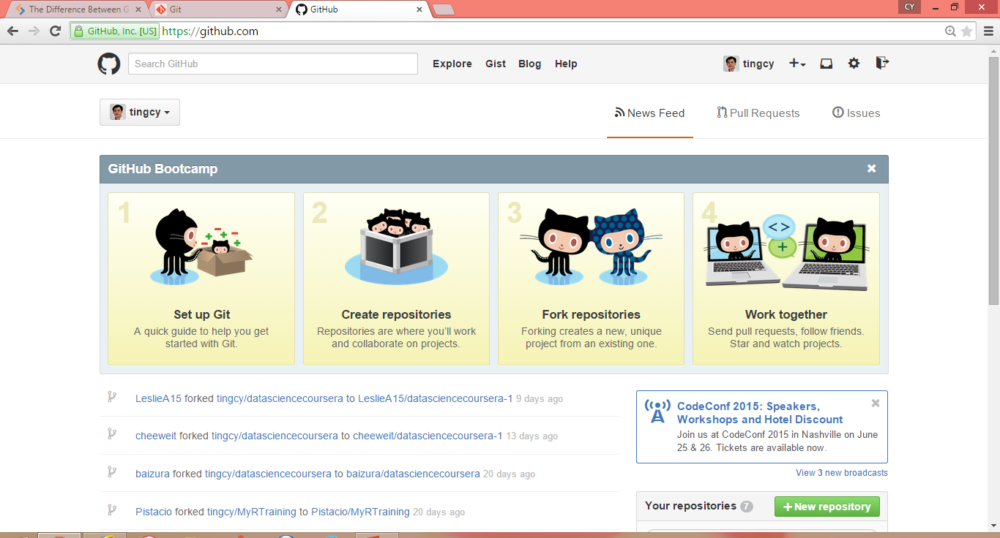 The Difference Between G
Git
GitHub
CY
GitHub, Inc. [US] https://github.com
Search GitHub
Explore Gist Blog Help
tingcy
tingcy
News Feed Pull Requests Issues
GitHub Bootcamp
1
Set up Git
A quick guide to help you get
started with Git.
2
Create repositories
Repositories are where you'll work
and collaborate on projects.
3
Fork repositories
Forking creates a new, unique
project from an existing one.
4
Work together
Send pull requests, follow friends.
Star and watch projects.
LeslieA15 forked tingcy/datasciencecoursera to LeslieA15/datasciencecoursera-1 9 days ago
cheeweit forked tingcy/datasciencecoursera to cheeweit/datasciencecoursera-1 13 days ago
baizura forked tingcy/datasciencecoursera to baizura/datasciencecoursera 20 days ago
Pistacio forked tingcy/MyRTraining to Pistacio/MyRTraining 20 days ago
CodeConf 2015: Speakers,
Workshops and Hotel Discount
Join us at CodeConf 2015 in Nashville on June
25 & 26. Tickets are available now.
View 3 new broadcasts
Your repositories 7
New repository